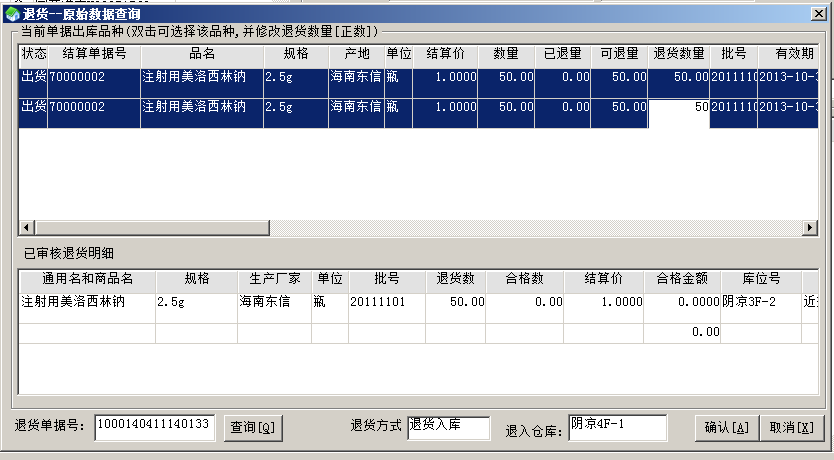 退货--原始数据查询
当前单据出库品种(双击可选择该品种,并修改退货数量[正数])
状态 结算单据号 品名 规格 产地 单位 结算价 数量 已退量 可退量 退货数量 批号 有效期
出货 70000002 注射用美洛西林钠 2.5g 海南东信 瓶 1.0000 50.00 0.00 50.00 50.00 2011110 2013-10-3
出货 70000002 注射用美洛西林钠 2.5g 海南东信 瓶 1.0000 50.00 0.00 50.00 50 2011110 2013-10-3
已审核退货明细
通用名和商品名 规格 生产厂家 单位 批号 退货数 合格数 结算价 合格金额 库位号
注射用美洛西林钠 2.5g 海南东信 瓶 20111101 50.00 0.00 1.0000 0.0000 阴凉3F-2 近
0.00
退货单据号: 1000140411140133 查询[Q] 退货方式 退货入库 退入仓库: 阴凉4F-1 确认[A] 取消[X]